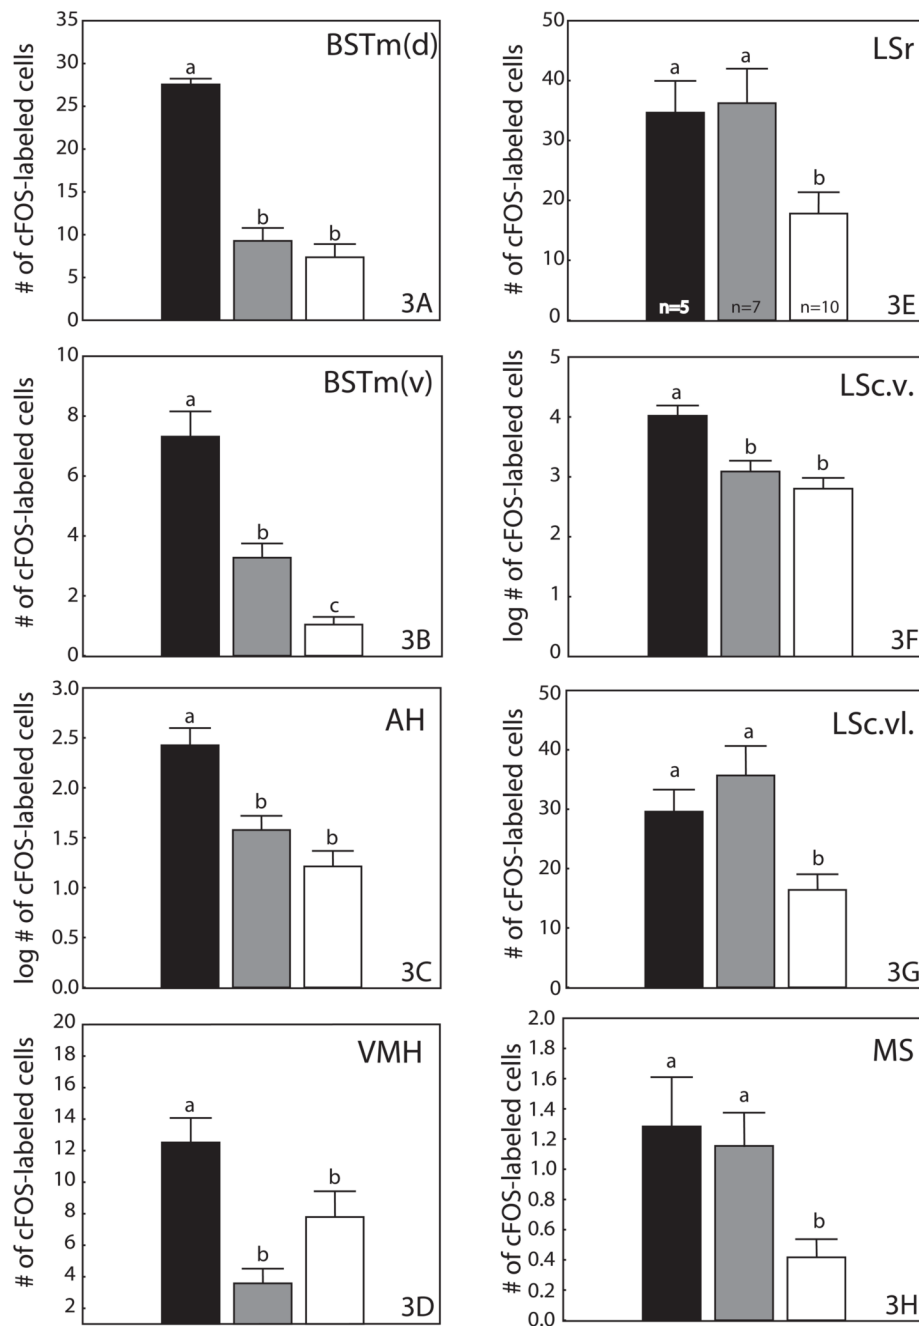 BSTm(d)
# of cFOS-labeled cells
35
30
25
20
15
10
5
0
a
b
b
3A
LSr
# of cFOS-labeled cells
50
40
30
20
10
0
a
a
b
n=5
n=7
n=10
3E
BSTm(v)
# of cFOS-labeled cells
10
8
6
4
2
0
a
b
c
3B
LSc.v.
log # of cFOS-labeled cells
5
4
3
2
1
0
a
b
b
3F
AH
log # of cFOS-labeled cells
3.0
2.5
2.0
1.5
1.0
0.5
0.0
a
b
b
3C
LSc.vl.
# of cFOS-labeled cells
50
40
30
20
10
0
a
a
b
3G
VMH
# of cFOS-labeled cells
20
18
16
14
12
10
8
6
4
2
a
b
b
3D
MS
# of cFOS-labeled cells
2.0
1.8
1.6
1.4
1.2
1.0
0.8
0.6
0.4
0.2
0.0
a
a
b
3H